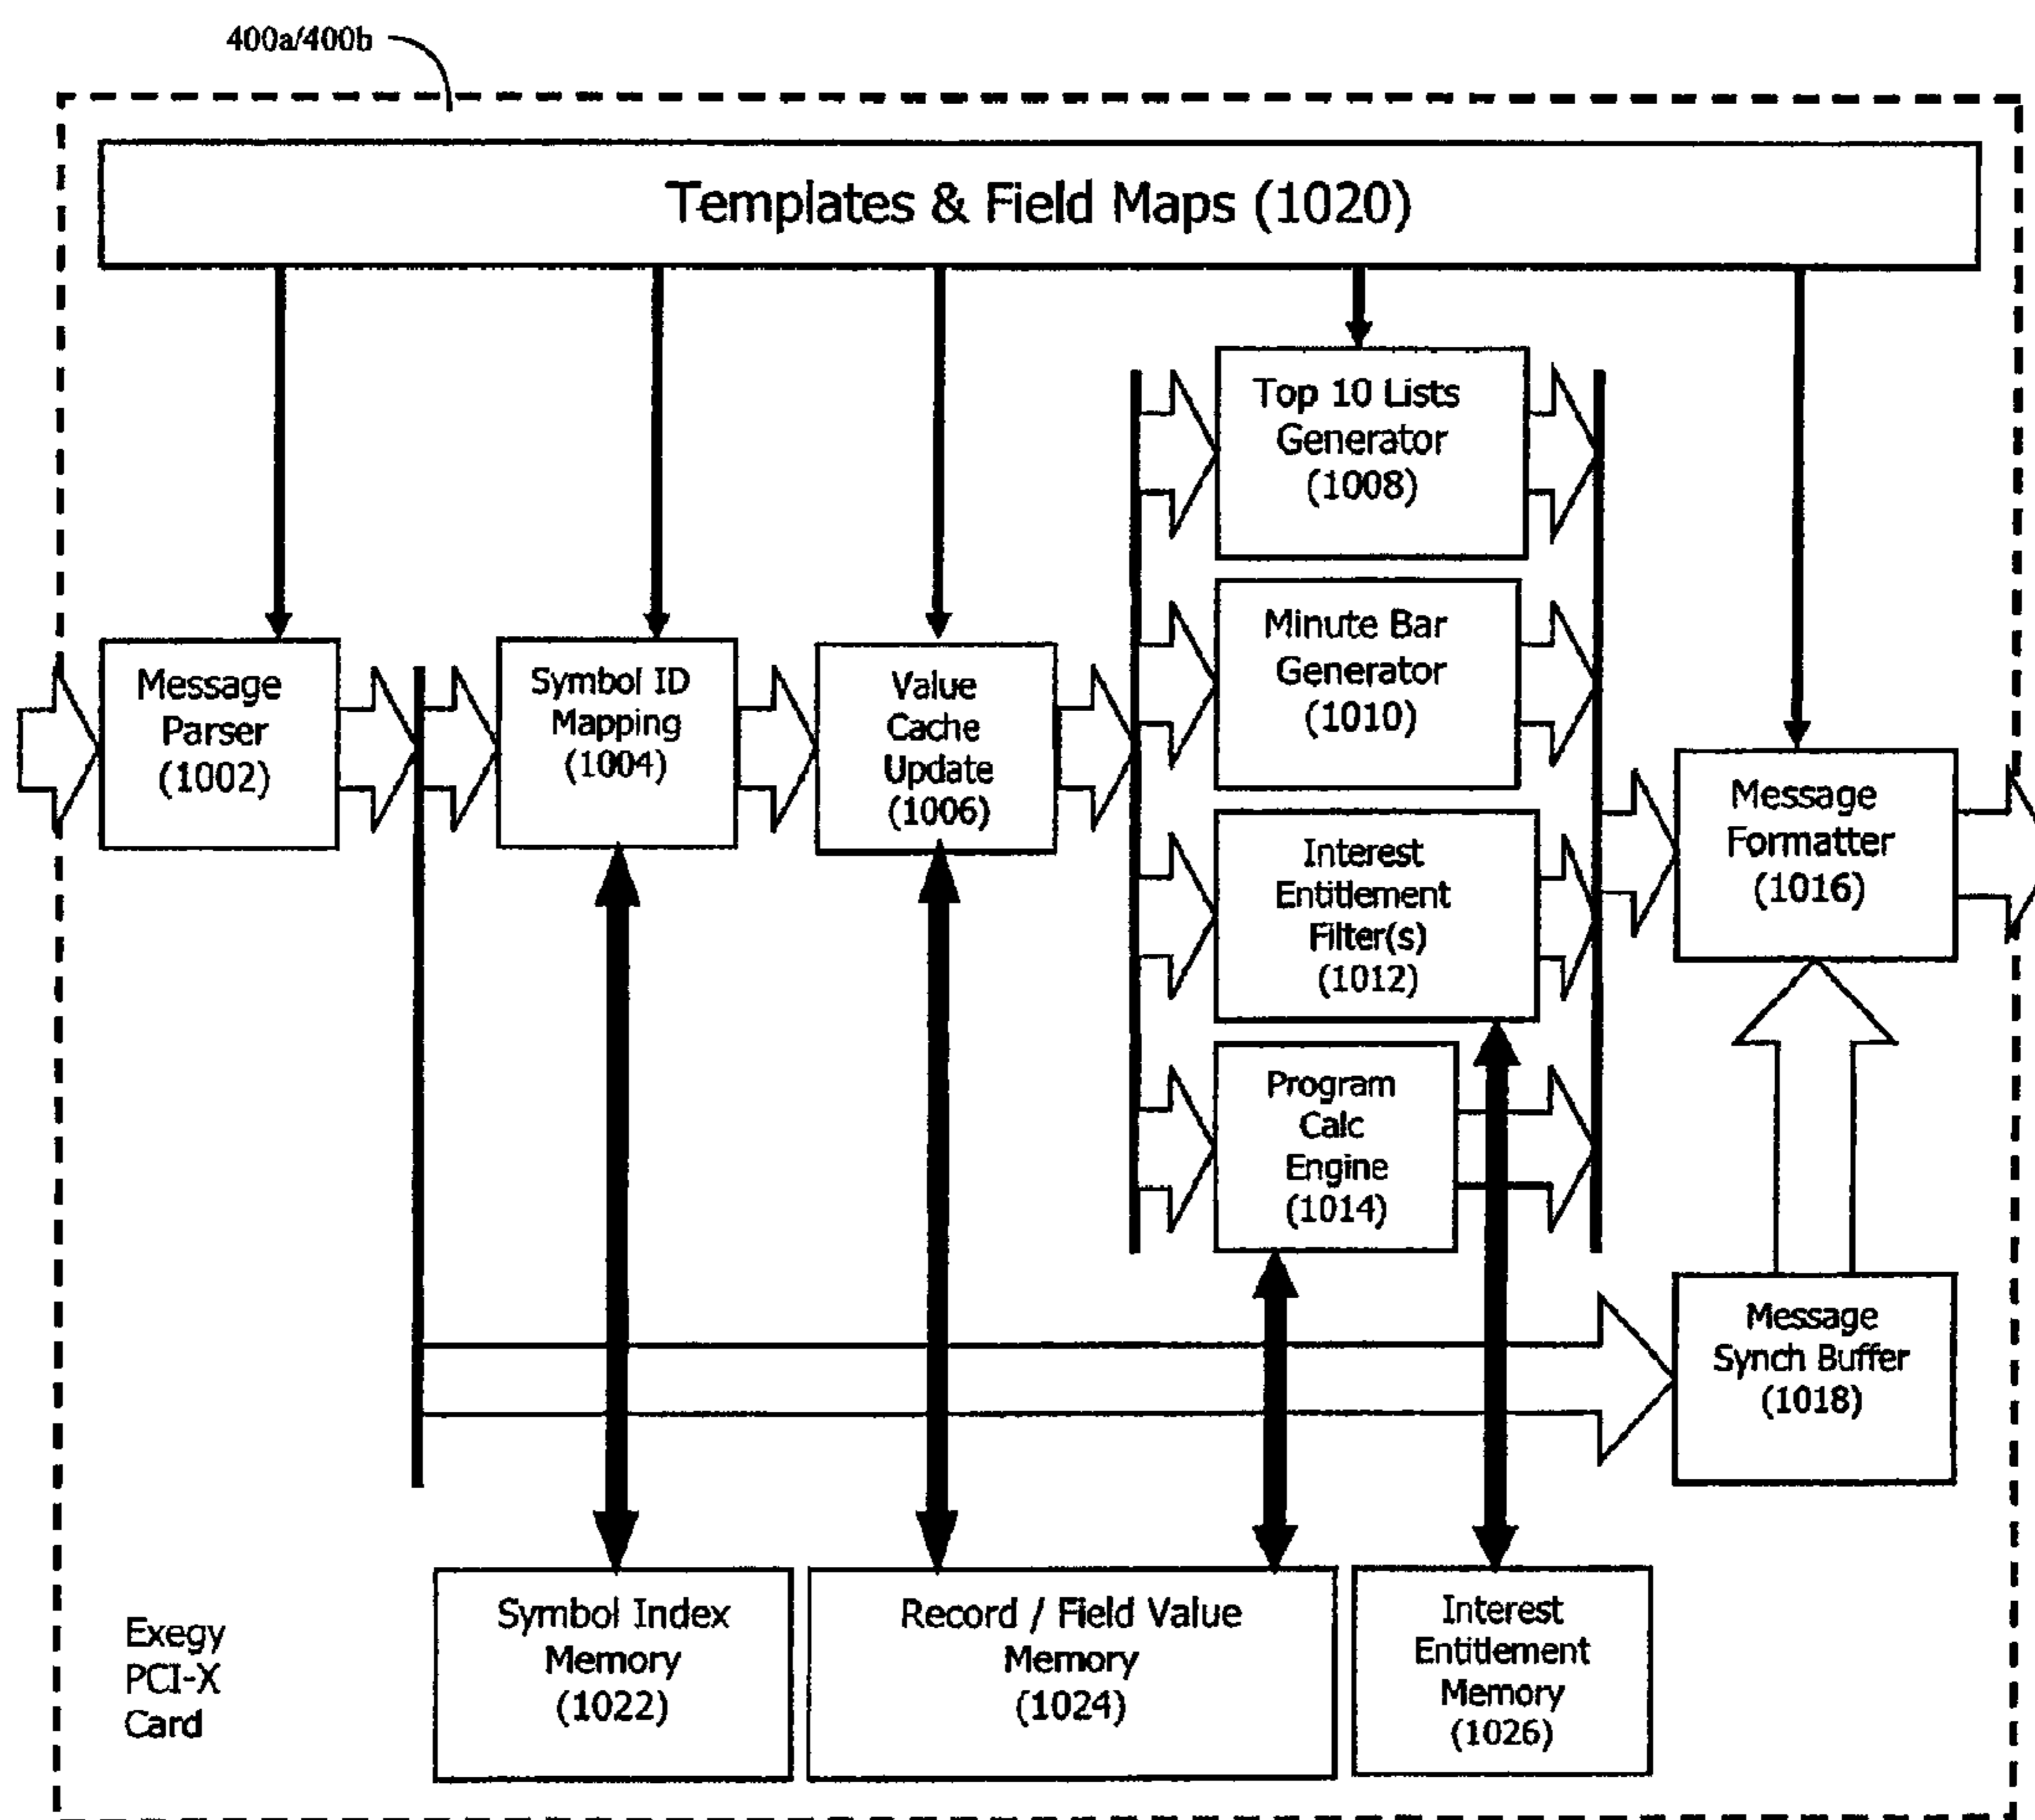 400a/400b
Templates & Field Maps (1020)
Top 10 Lists
Generator
(1008)
Message
Parser
(1002)
Symbol ID
Mapping
(1004)
Value
Cache
Update
(1006)
Minute Bar
Generator
(1010)
Interest
Entitlement
Filter(s)
(1012)
Program
Calc
Engine
(1014)
Message
Formatter
(1016)
Message
Synch Buffer
(1018)
Exegy
PCI-X
Card
Symbol Index
Memory
(1022)
Record / Field Value
Memory
(1024)
Interest
Entitlement
Memory
(1026)